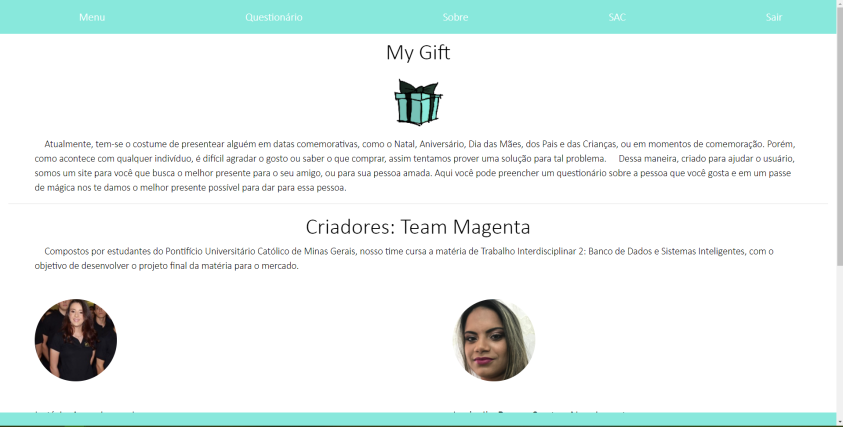 Menu Questionário Sobre SAC Sair
My Gift
Atualmente, tem-se o costume de presentear alguém em datas comemorativas, como o Natal, Aniversário, Dia das Mães, dos Pais e das Crianças, ou em momentos de comemoração. Porém,
como acontece com qualquer indivíduo, é difícil agradar o gosto ou saber o que comprar, assim tentamos prover uma solução para tal problema. Dessa maneira, criado para ajudar o usuário,
somos um site para você que busca o melhor presente para o seu amigo, ou para sua pessoa amada. Aqui você pode preencher um questionário sobre a pessoa que você gosta e em um passe
de mágica nos te damos o melhor presente possível para dar para essa pessoa.
Criadores: Team Magenta
Compostos por estudantes do Pontifício Universitário Católico de Minas Gerais, nosso time cursa a matéria de Trabalho Interdisciplinar 2: Banco de Dados e Sistemas Inteligentes, com o
objetivo de desenvolver o projeto final da matéria para o mercado.